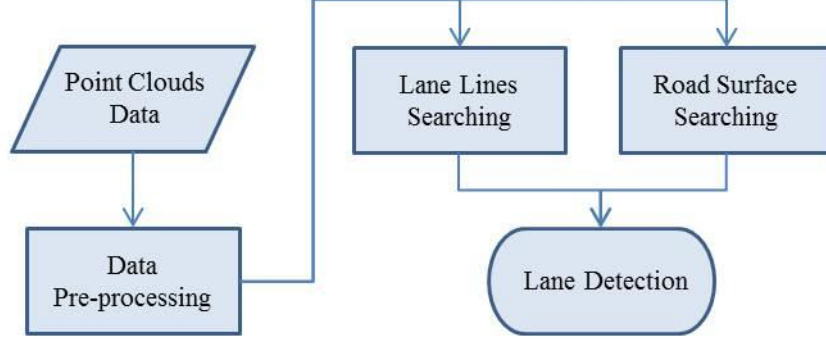 Point Clouds
Data
Data
Pre-processing
Lane Lines
Searching
Road Surface
Searching
Lane Detection